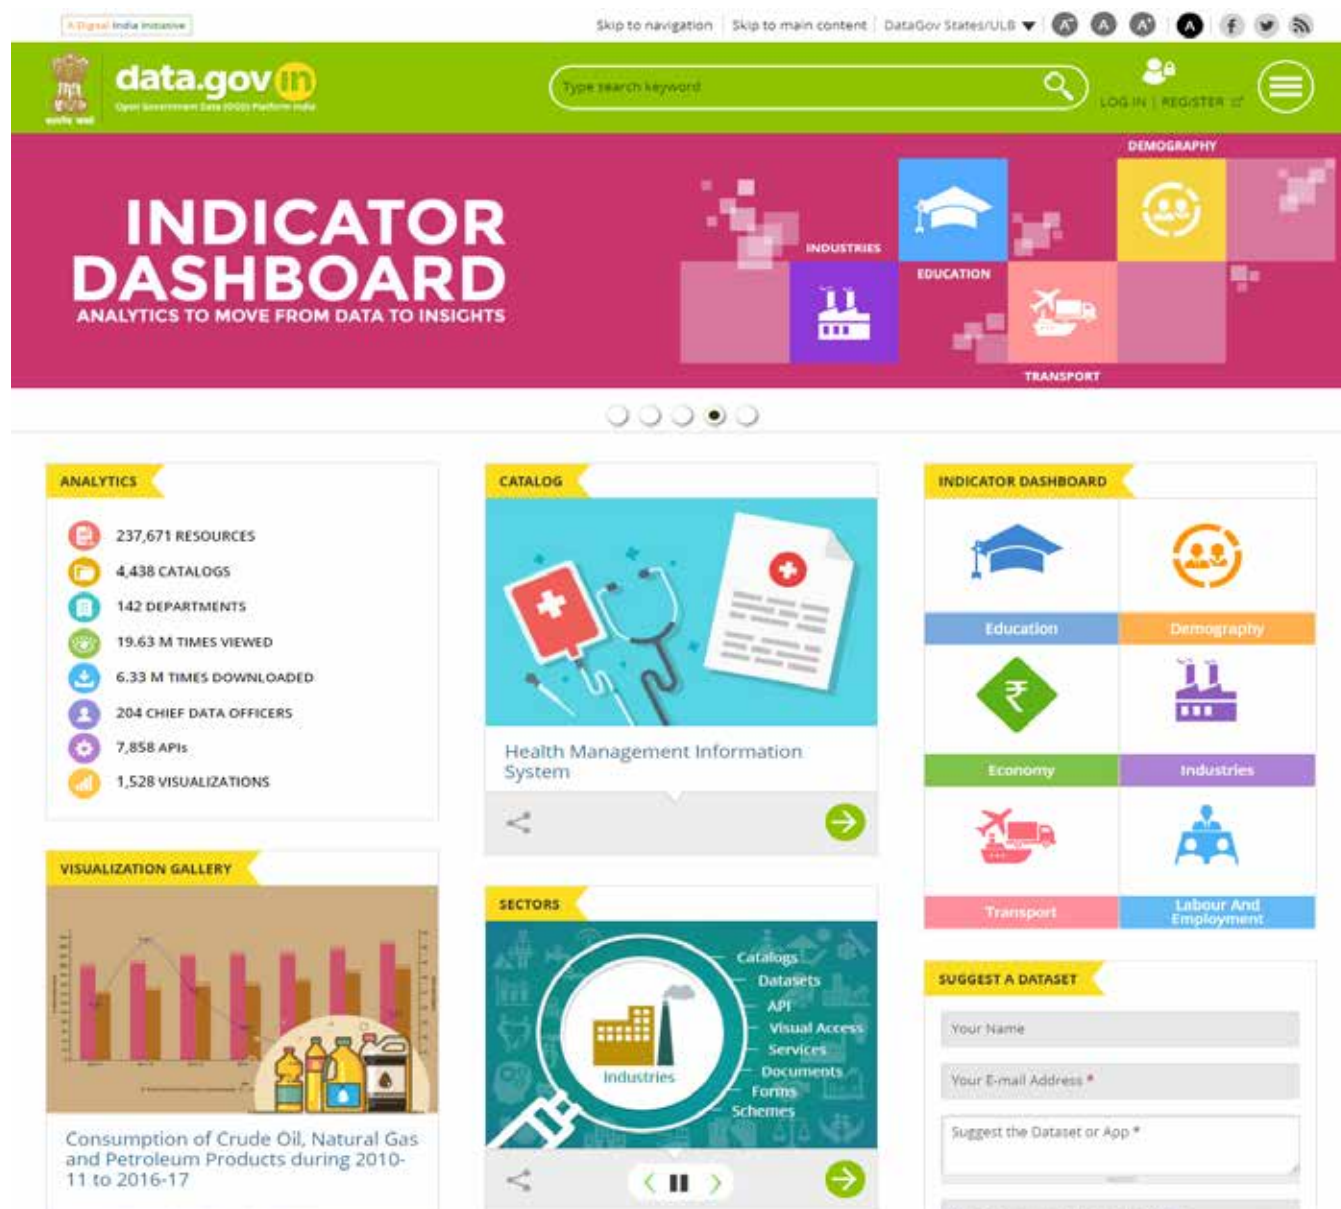 A Digital India Initiative
Skip to navigation
Skip to main content
DataGov States/ULB
A-
A
A+
A
data.gov in
Open Government Data (OGD) Platform India
Type search keyword
LOG IN | REGISTER
INDICATOR
DASHBOARD
ANALYTICS TO MOVE FROM DATA TO INSIGHTS
DEMOGRAPHY
INDUSTRIES
EDUCATION
TRANSPORT
ANALYTICS
237,671 RESOURCES
4,438 CATALOGS
142 DEPARTMENTS
19.63 M TIMES VIEWED
6.33 M TIMES DOWNLOADED
204 CHIEF DATA OFFICERS
7,858 APIs
1,528 VISUALIZATIONS
VISUALIZATION GALLERY
Consumption of Crude Oil, Natural Gas
and Petroleum Products during 2010-
11 to 2016-17
CATALOG
Health Management Information
System
SECTORS
Industries
Catalogs
Datasets
API
Visual Access
Services
Documents
Forms
Schemes
INDICATOR DASHBOARD
Education
Demography
₹
Economy
Industries
Transport
Labour And
Employment
SUGGEST A DATASET
Your Name
Your E-mail Address *
Suggest the Dataset or App *